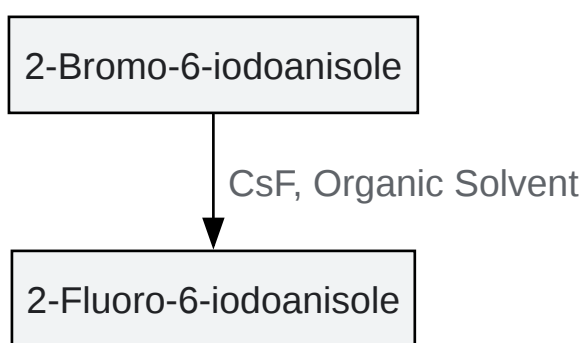 2-Bromo-6-iodoanisole
CsF, Organic Solvent
2-Fluoro-6-iodoanisole